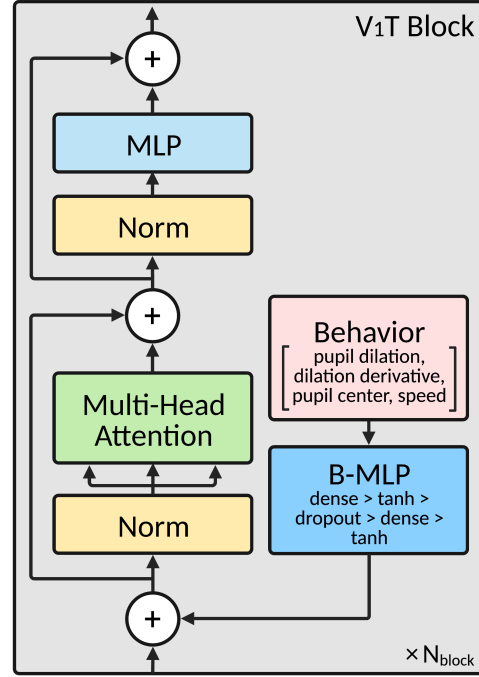 V1T Block
+
MLP
Norm
+
Behavior
pupil dilation,
dilation derivative,
pupil center, speed
Multi-Head
Attention
B-MLP
dense > tanh >
dropout > dense >
tanh
Norm
+
× Nblock